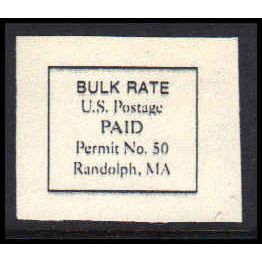 BULK RATE
U.S. Postage
PAID
Permit No. 50
Randolph, MA